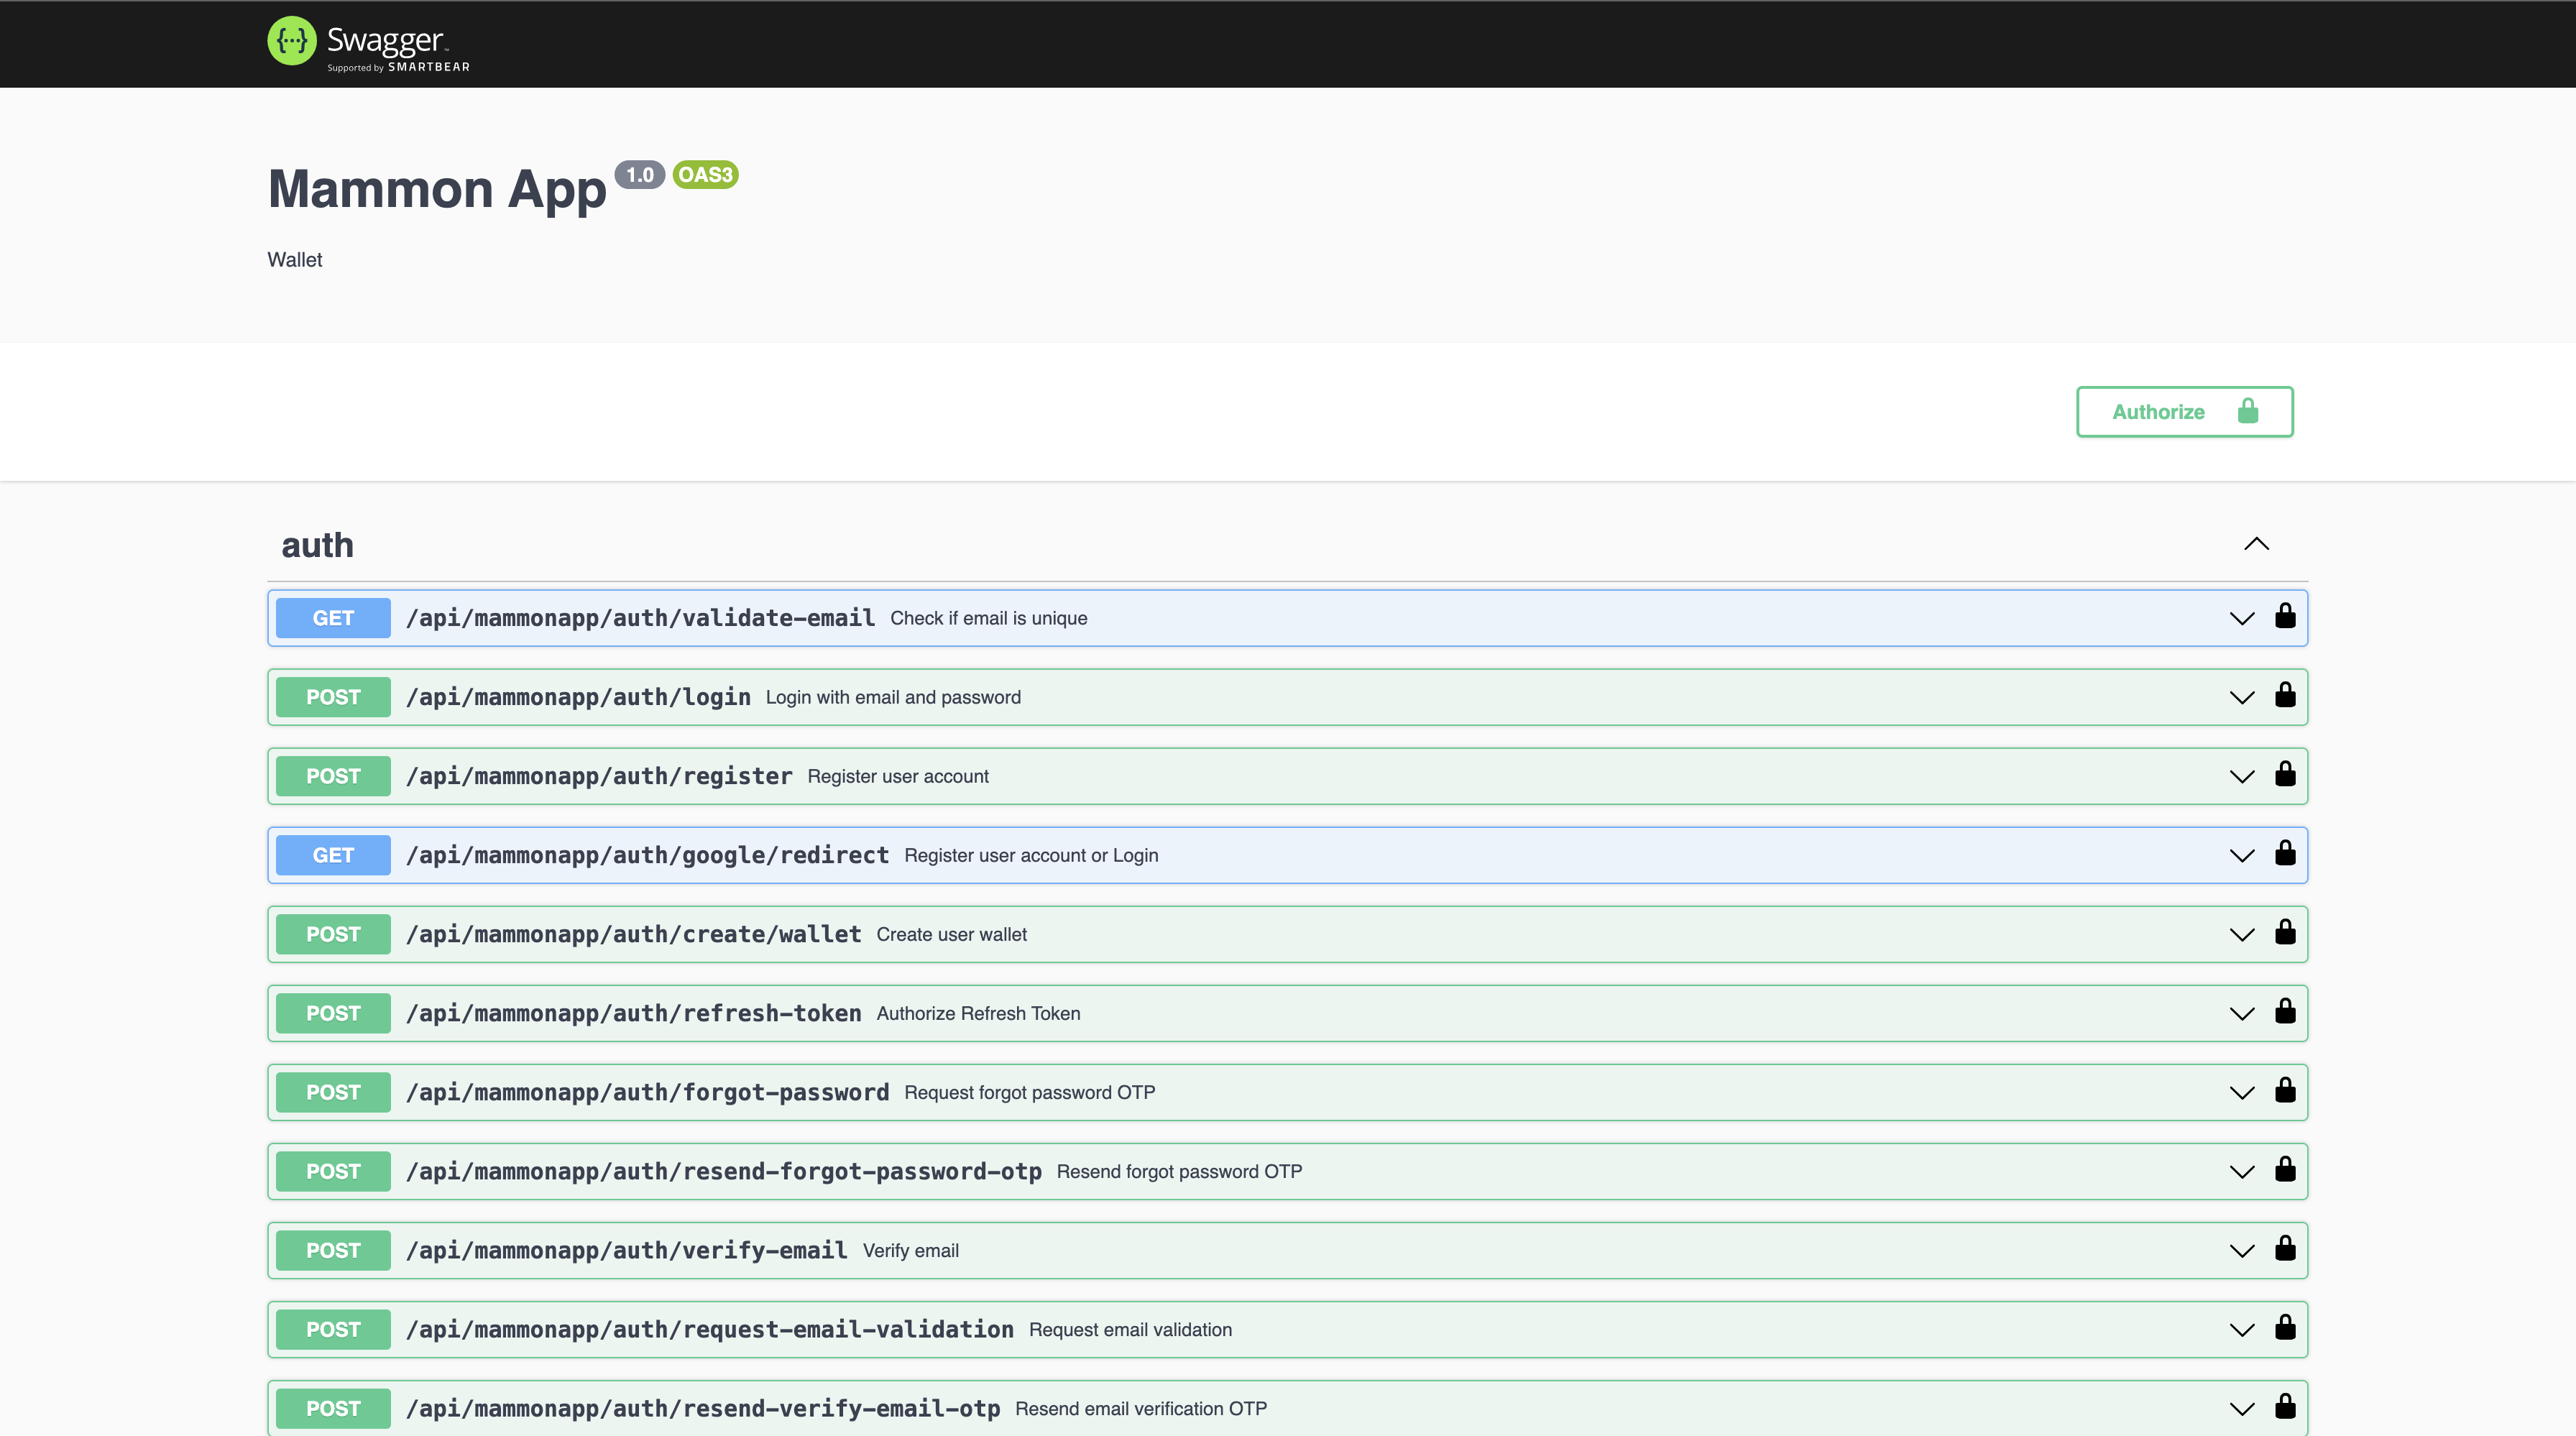 Swagger
Supported by SMARTBEAR
Mammon App 1.0 OAS3
Wallet
Authorize
auth
GET /api/mammonapp/auth/validate-email Check if email is unique
POST /api/mammonapp/auth/login Login with email and password
POST /api/mammonapp/auth/register Register user account
GET /api/mammonapp/auth/google/redirect Register user account or Login
POST /api/mammonapp/auth/create/wallet Create user wallet
POST /api/mammonapp/auth/refresh-token Authorize Refresh Token
POST /api/mammonapp/auth/forgot-password Request forgot password OTP
POST /api/mammonapp/auth/resend-forgot-password-otp Resend forgot password OTP
POST /api/mammonapp/auth/verify-email Verify email
POST /api/mammonapp/auth/request-email-validation Request email validation
POST /api/mammonapp/auth/resend-verify-email-otp Resend email verification OTP